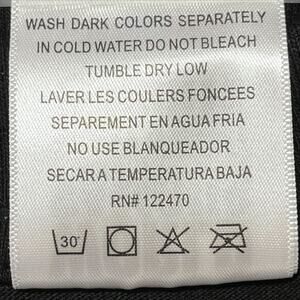 WASH DARK COLORS SEPARATELY
IN COLD WATER DO NOT BLEACH
TUMBLE DRY LOW
LAVER LES COULERS FONCEES
SEPAREMENT EN AGUA FRIA
NO USE BLANQUEADOR
SECAR A TEMPERATURA BAJA
RN# 122470
30°